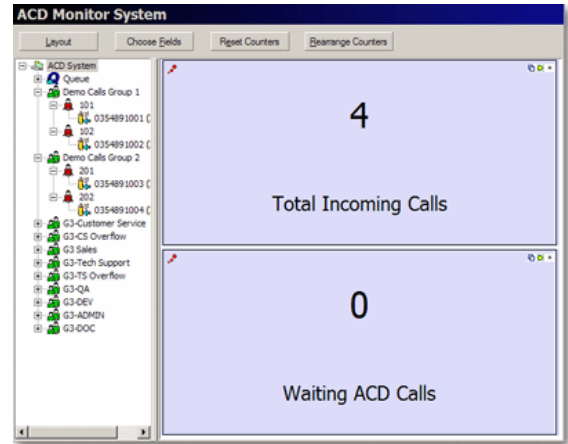 ACD Monitor System
Layout
Choose Fields
Reset Counters
Rearrange Counters
ACD System
Queue
Demo Calls Group 1
101
0354891001 (
102
0354891002 (
Demo Calls Group 2
201
0354891003 (
202
0354891004 (
G3-Customer Service
G3-CS Overflow
G3 Sales
G3-Tech Support
G3-TS Overflow
G3-QA
G3-DEV
G3-ADMIN
G3-DOC
4
Total Incoming Calls
0
Waiting ACD Calls